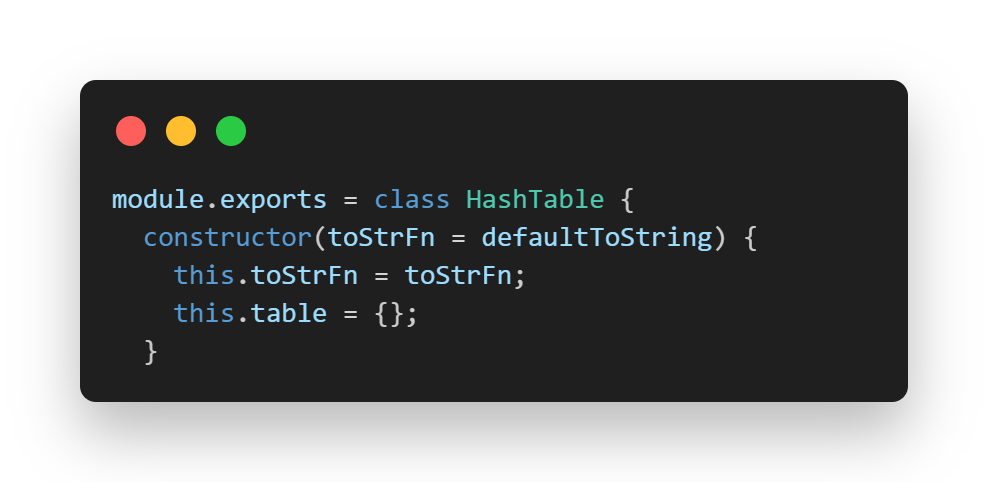 module.exports = class HashTable {
  constructor(toStrFn = defaultToString) {
    this.toStrFn = toStrFn;
    this.table = {};
  }